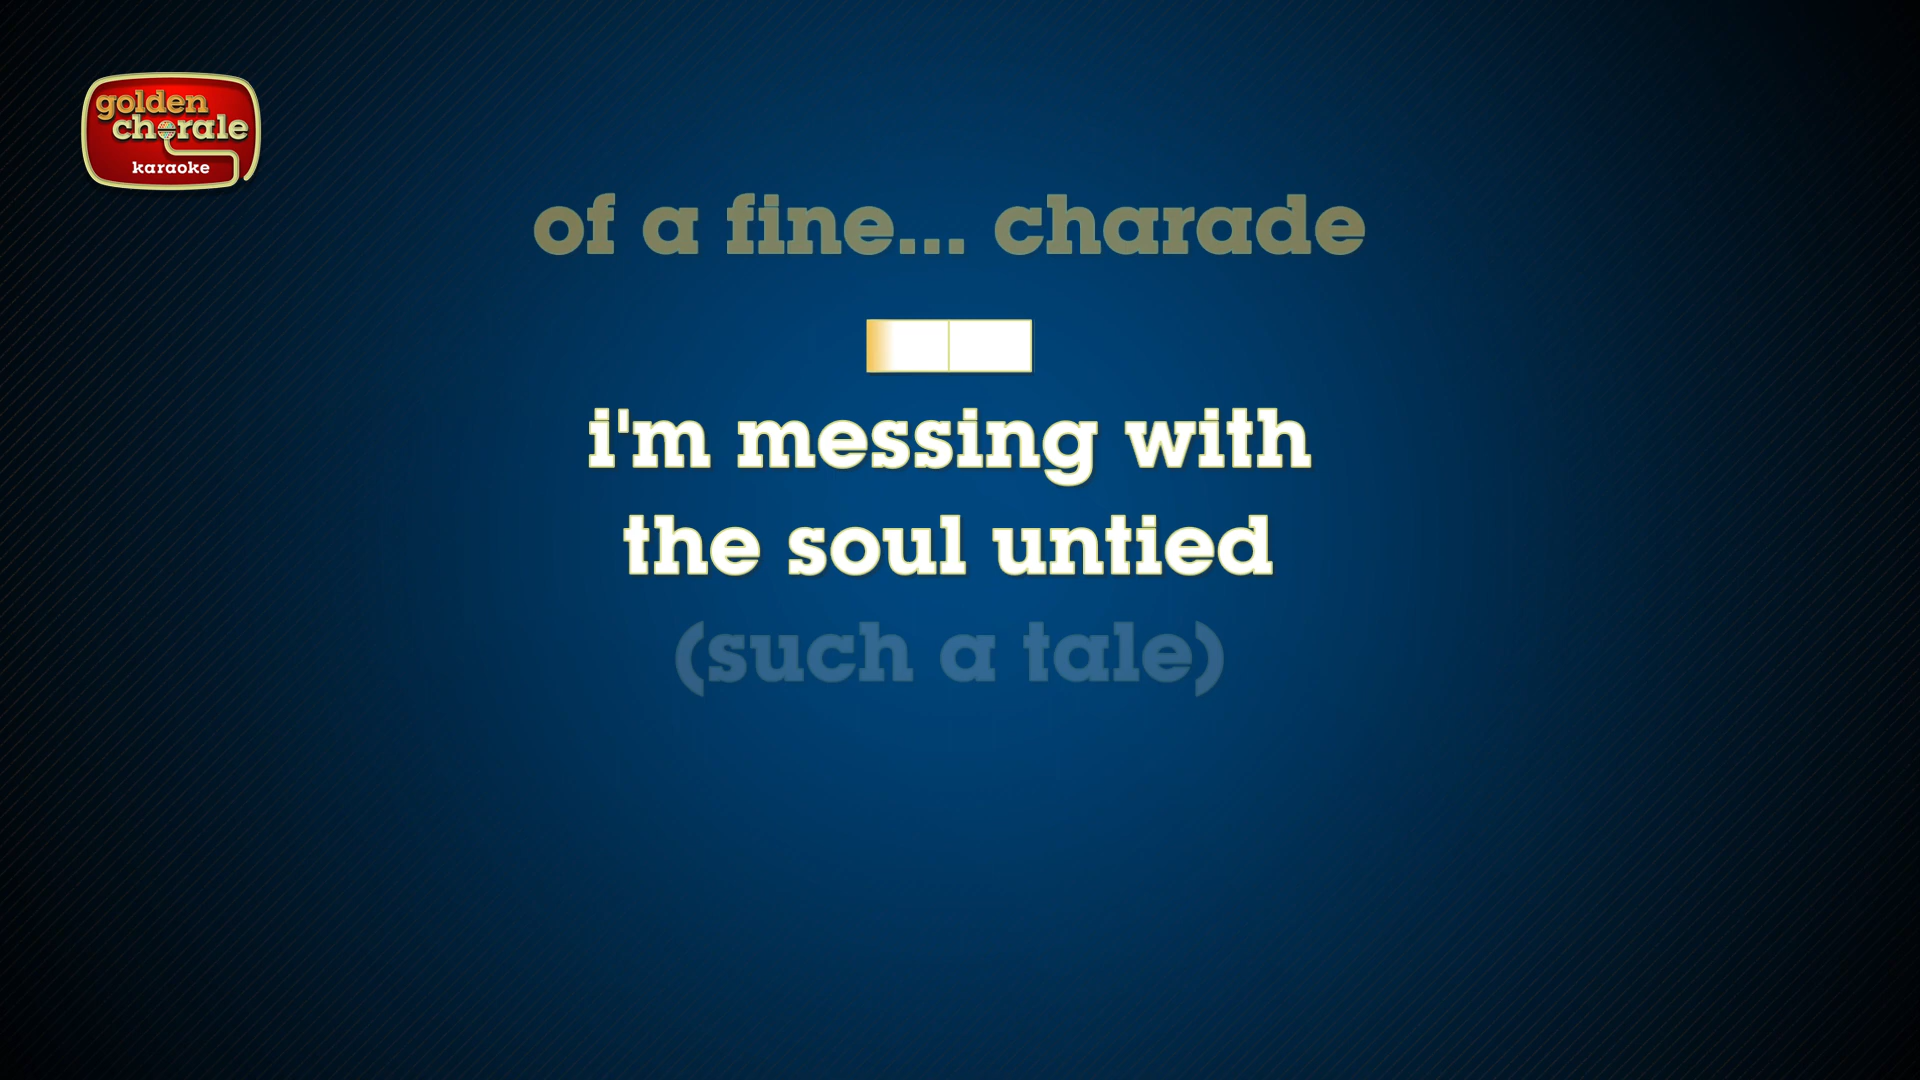 golden
chorale
karaoke
of a fine... charade
i'm messing with
the soul untied
(such a tale)